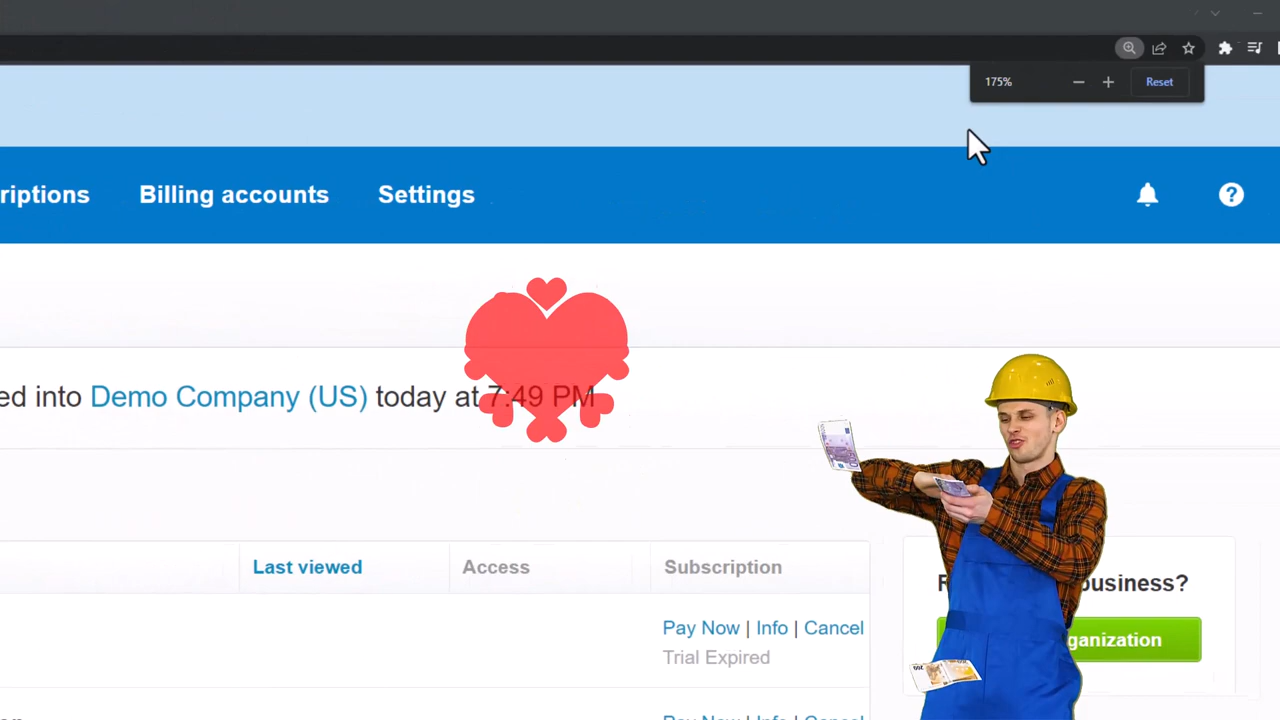 175%
Reset
riptions Billing accounts Settings
ed into Demo Company (US) today at 7:49 PM
Last viewed Access Subscription
business?
Pay Now | Info | Cancel
ganization
Trial Expired
Pay Now | Info | Cancel